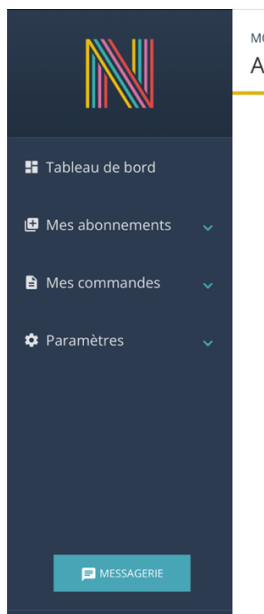 N
Tableau de bord
Mes abonnements
Mes commandes
Paramètres
MESSAGERIE